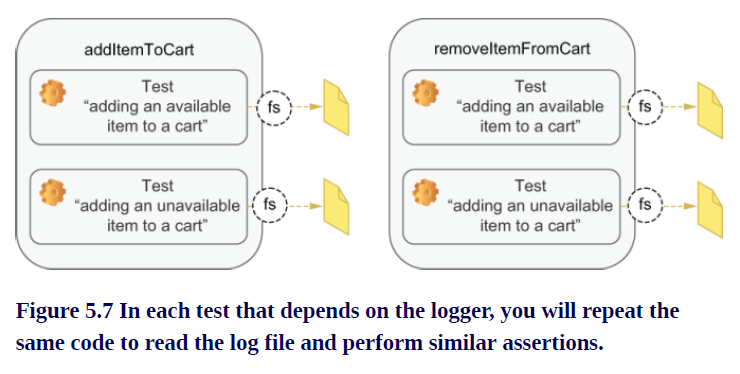 addItemToCart
Test
“adding an available
item to a cart”
fs
Test
“adding an unavailable
item to a cart”
fs
removeItemFromCart
Test
“adding an available
item to a cart”
fs
Test
“adding an unavailable
item to a cart”
fs
Figure 5.7 In each test that depends on the logger, you will repeat the
same code to read the log file and perform similar assertions.